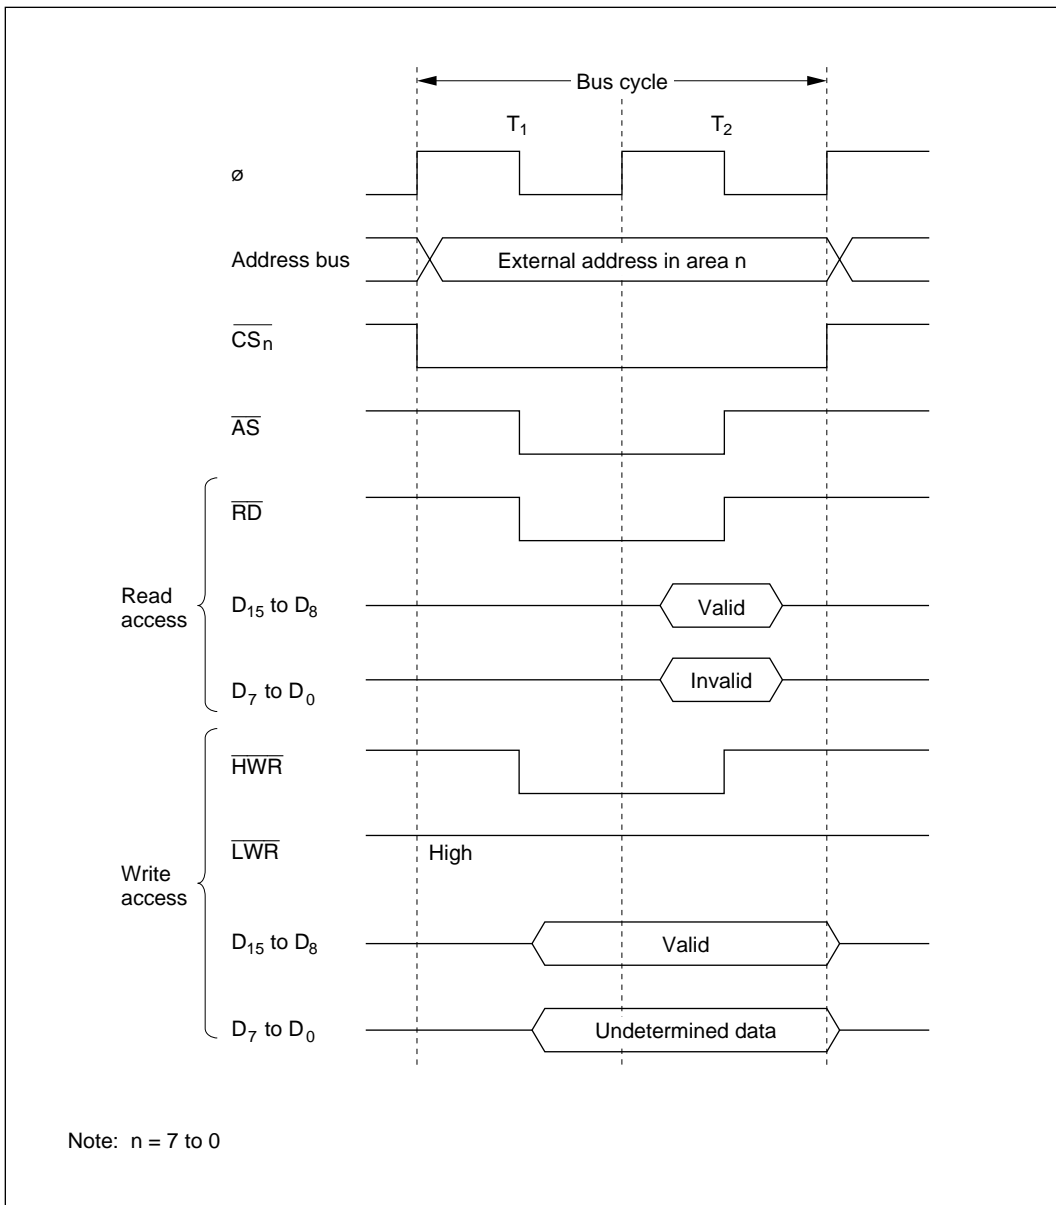 Bus cycle
T1 T2
ø
Address bus External address in area n
CSn
AS
RD
Read
access
D15 to D8 Valid
D7 to D0 Invalid
HWR
LWR High
Write
access
D15 to D8 Valid
D7 to D0 Undetermined data
Note: n = 7 to 0